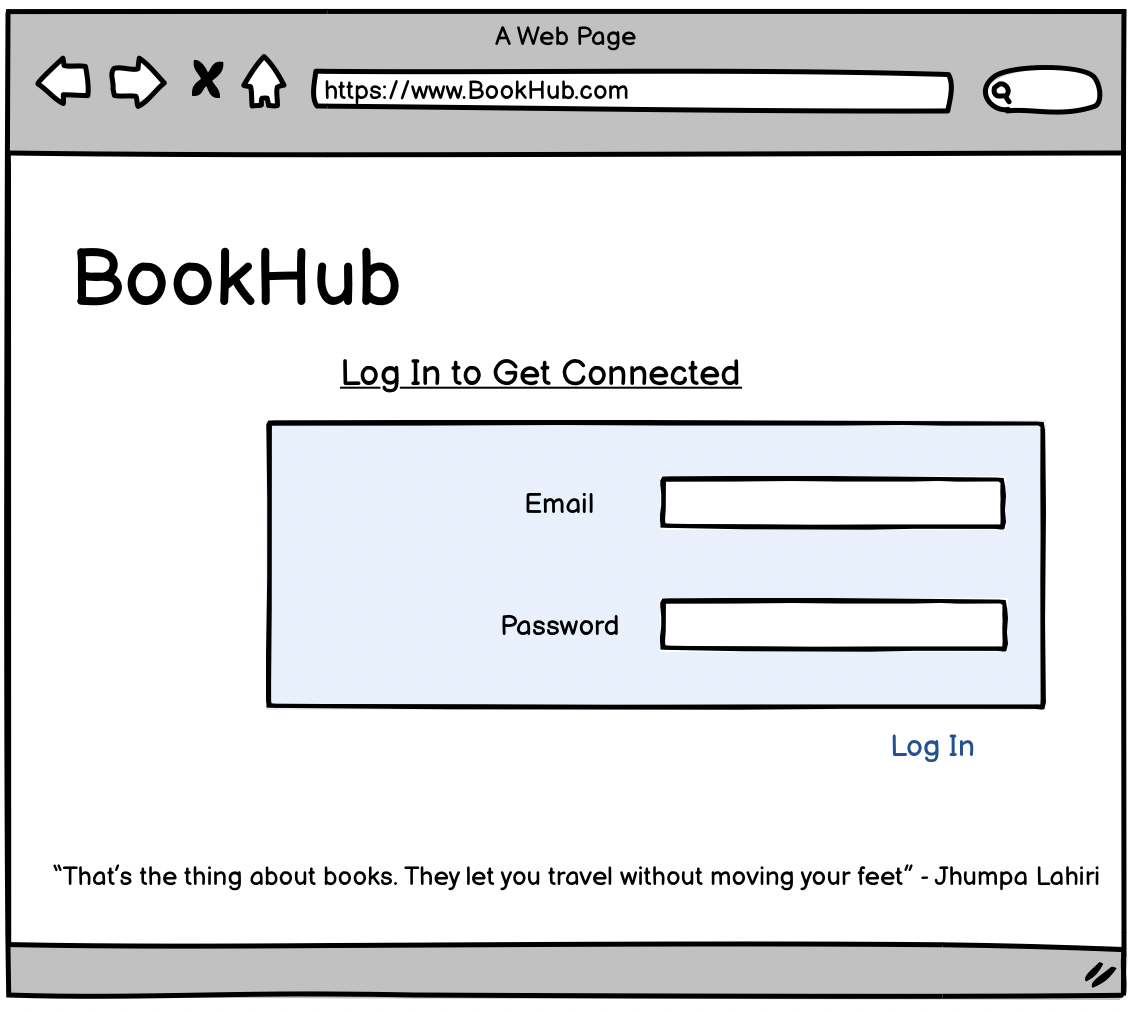 A Web Page
https://www.BookHub.com
BookHub
Log In to Get Connected
Email
Password
Log In
“That’s the thing about books. They let you travel without moving your feet” - Jhumpa Lahiri